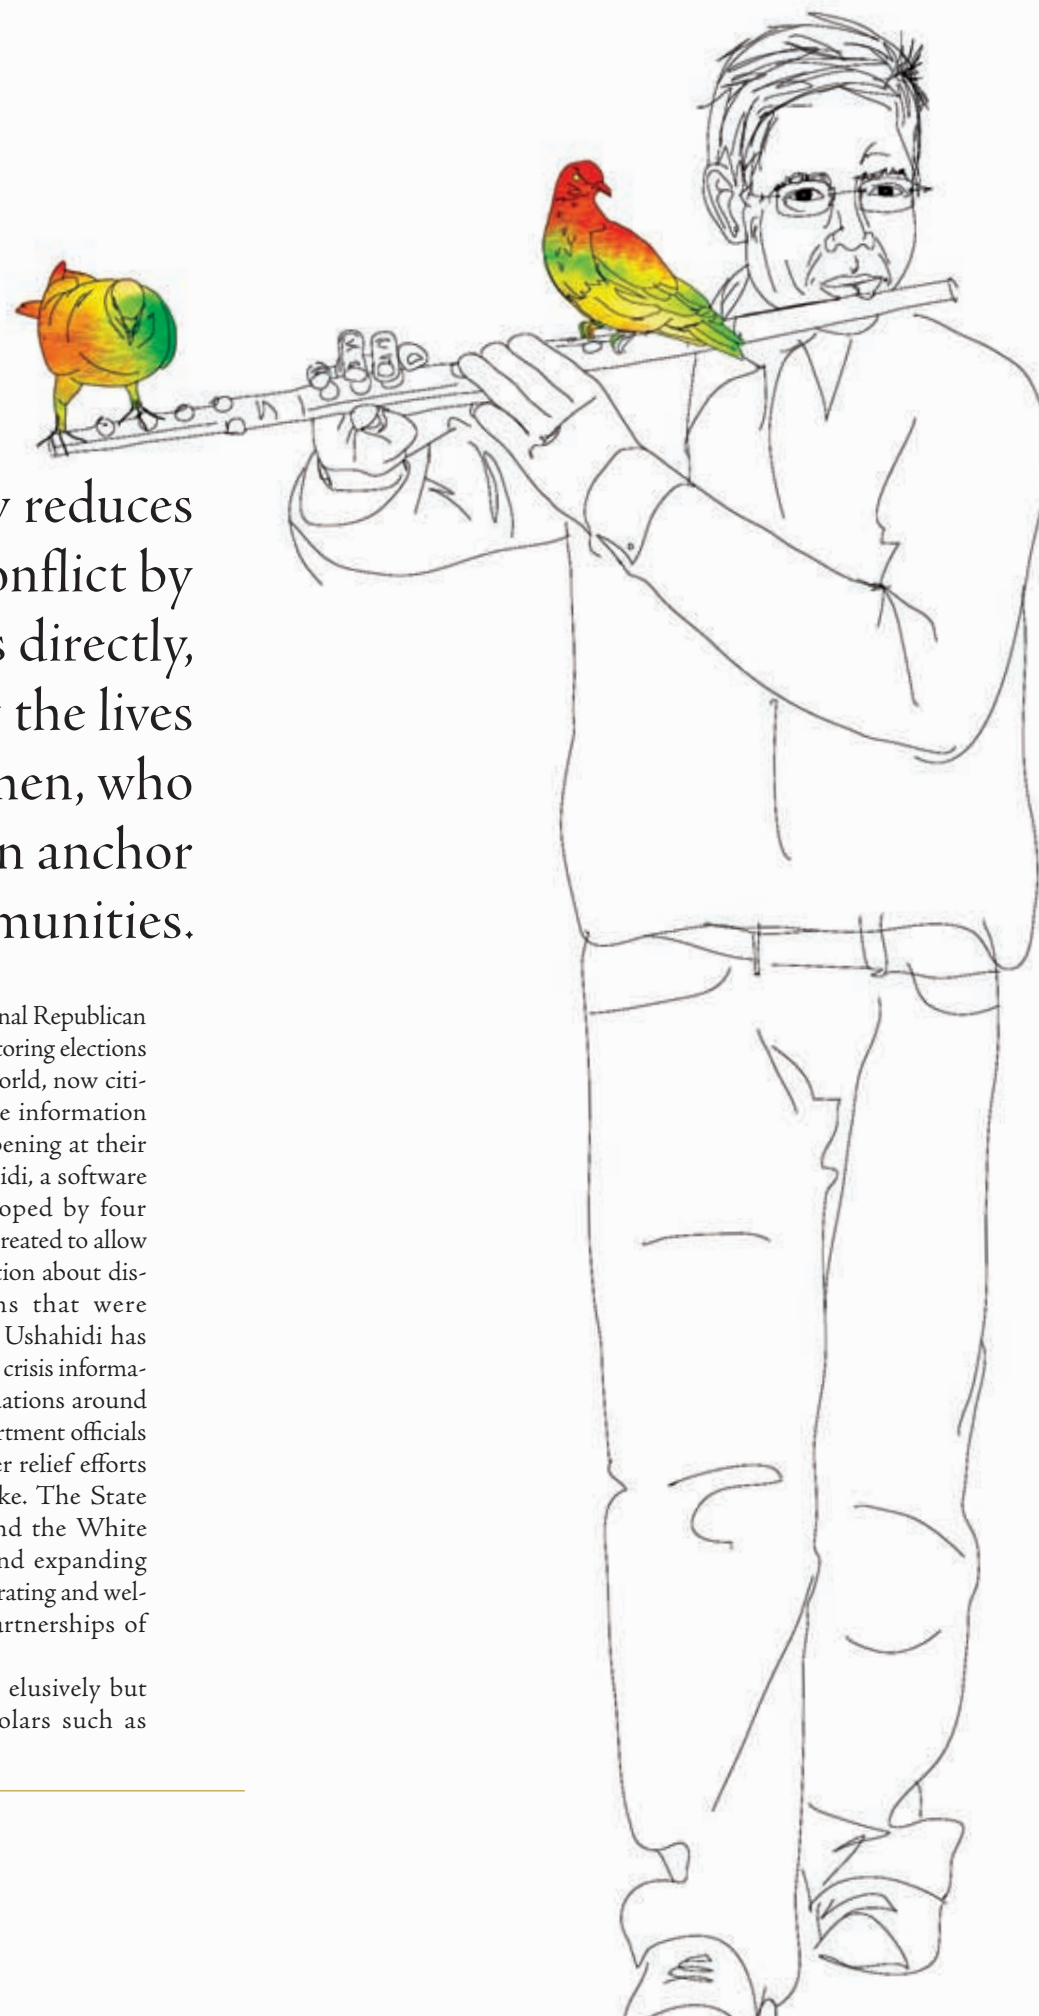 y reduces
onflict by
s directly,
the lives
nen, who
n anchor
munities.
nal Republican
toring elections
orld, now citi-
e information
pening at their
idi, a software
oped by four
reated to allow
tion about dis-
ns that were
Ushahidi has
crisis informa-
uations around
rtment officials
er relief efforts
ke. The State
nd the White
nd expanding
rating and wel-
artnerships of
elusively but
olars such as